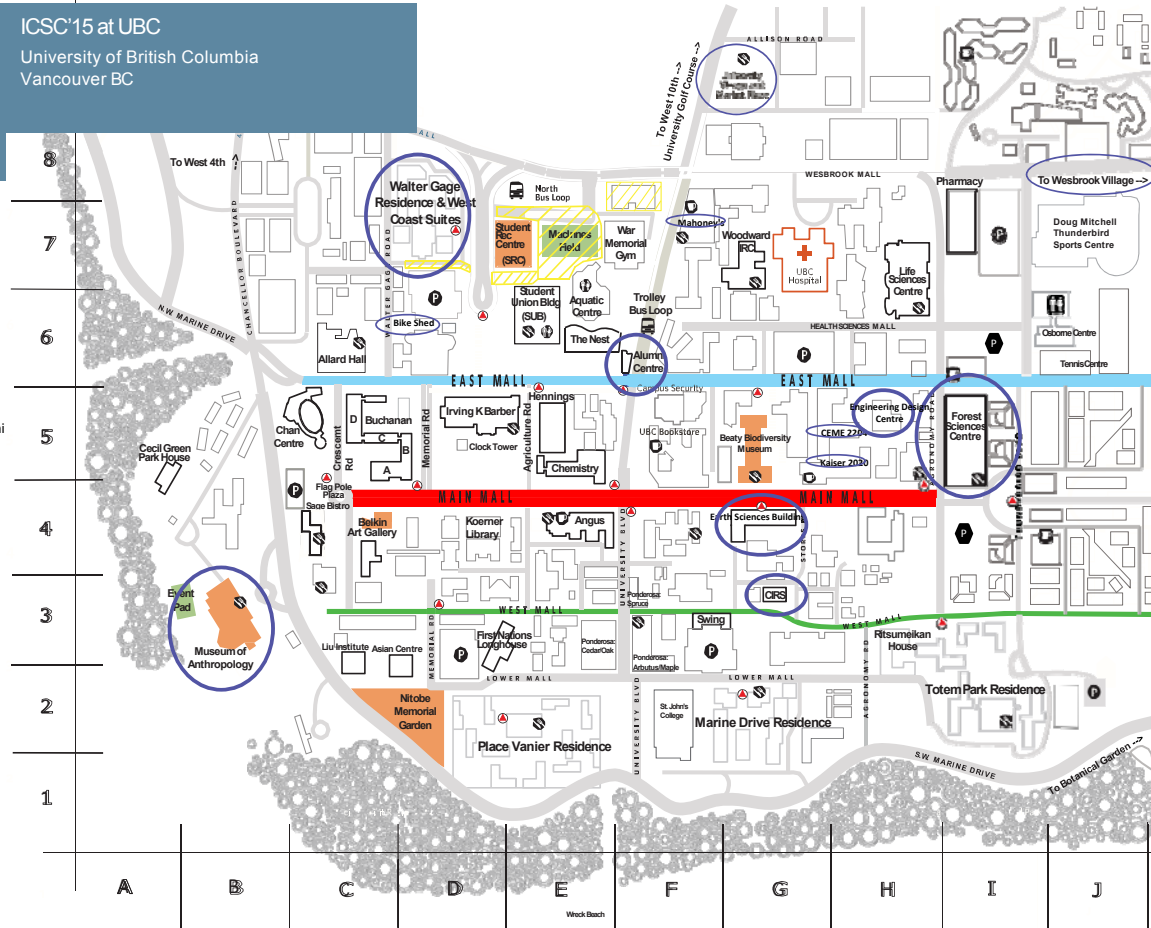 ICSC'15 at UBC
University of British Columbia
Vancouver BC
ALLISON ROAD
To West 10th -->
University Golf Course -->
ALL
8
To West 4th -->
Walter Gage
Residence & West
Coast Suites
North
Bus Loop
WESBROOK MALL
Pharmacy
To Wesbrook Village -->
7
CHANCELLOR BOULEVARD
WALTER GAGE ROAD
Student
Rec
Centre
(SRC)
MacInnes
Field
War
Memorial
Gym
Mahoney's
Woodward
IRC
UBC
Hospital
Life
Sciences
Centre
Doug Mitchell
Thunderbird
Sports Centre
6
N.W. MARINE DRIVE
P
Bike Shed
Allard Hall
Student
Union Bldg
(SUB)
Aquatic
Centre
The Nest
Trolley
Bus Loop
Alumni
Centre
HEALTH SCIENCES MALL
P
P
Osborne Centre
Tennis Centre
EAST MALL
EAST MALL
Campus Security
5
Cecil Green
Park House
Chan
Centre
Crescent
Rd
D
Buchanan
C
B
A
Memorial Rd
Irving K Barber
Clock Tower
Agriculture Rd
Hennings
Chemistry
UBC Bookstore
Beaty Biodiversity
Museum
CEME 2204
Kaiser 2020
Engineering Design
Centre
AGRONOMY ROAD
Forest
Sciences
Centre
P
Flag Pole
Plaza
MAIN MALL
MAIN MALL
4
Sage Bistro
Belkin
Art Gallery
Koerner
Library
Angus
UNIVERSITY BLVD
Earth Sciences Building
STORES
P
3
Event
Pad
Museum of
Anthropology
WEST MALL
Ponderosa:
Spruce
CIRS
WEST MALL
Liu Institute
Asian Centre
MEMORIAL RD
P
First Nations
Longhouse
Ponderosa:
Cedar/Oak
Ponderosa:
Arbutus/Maple
Swing
P
Ritsumeikan
House
AGRONOMY RD
2
LOWER MALL
LOWER MALL
Nitobe
Memorial
Garden
Place Vanier Residence
UNIVERSITY BLVD
St. John's
College
Marine Drive Residence
Totem Park Residence
P
1
S.W. MARINE DRIVE
To Botanical Garden -->
A
B
C
D
E
F
G
H
I
J
Wreck Beach